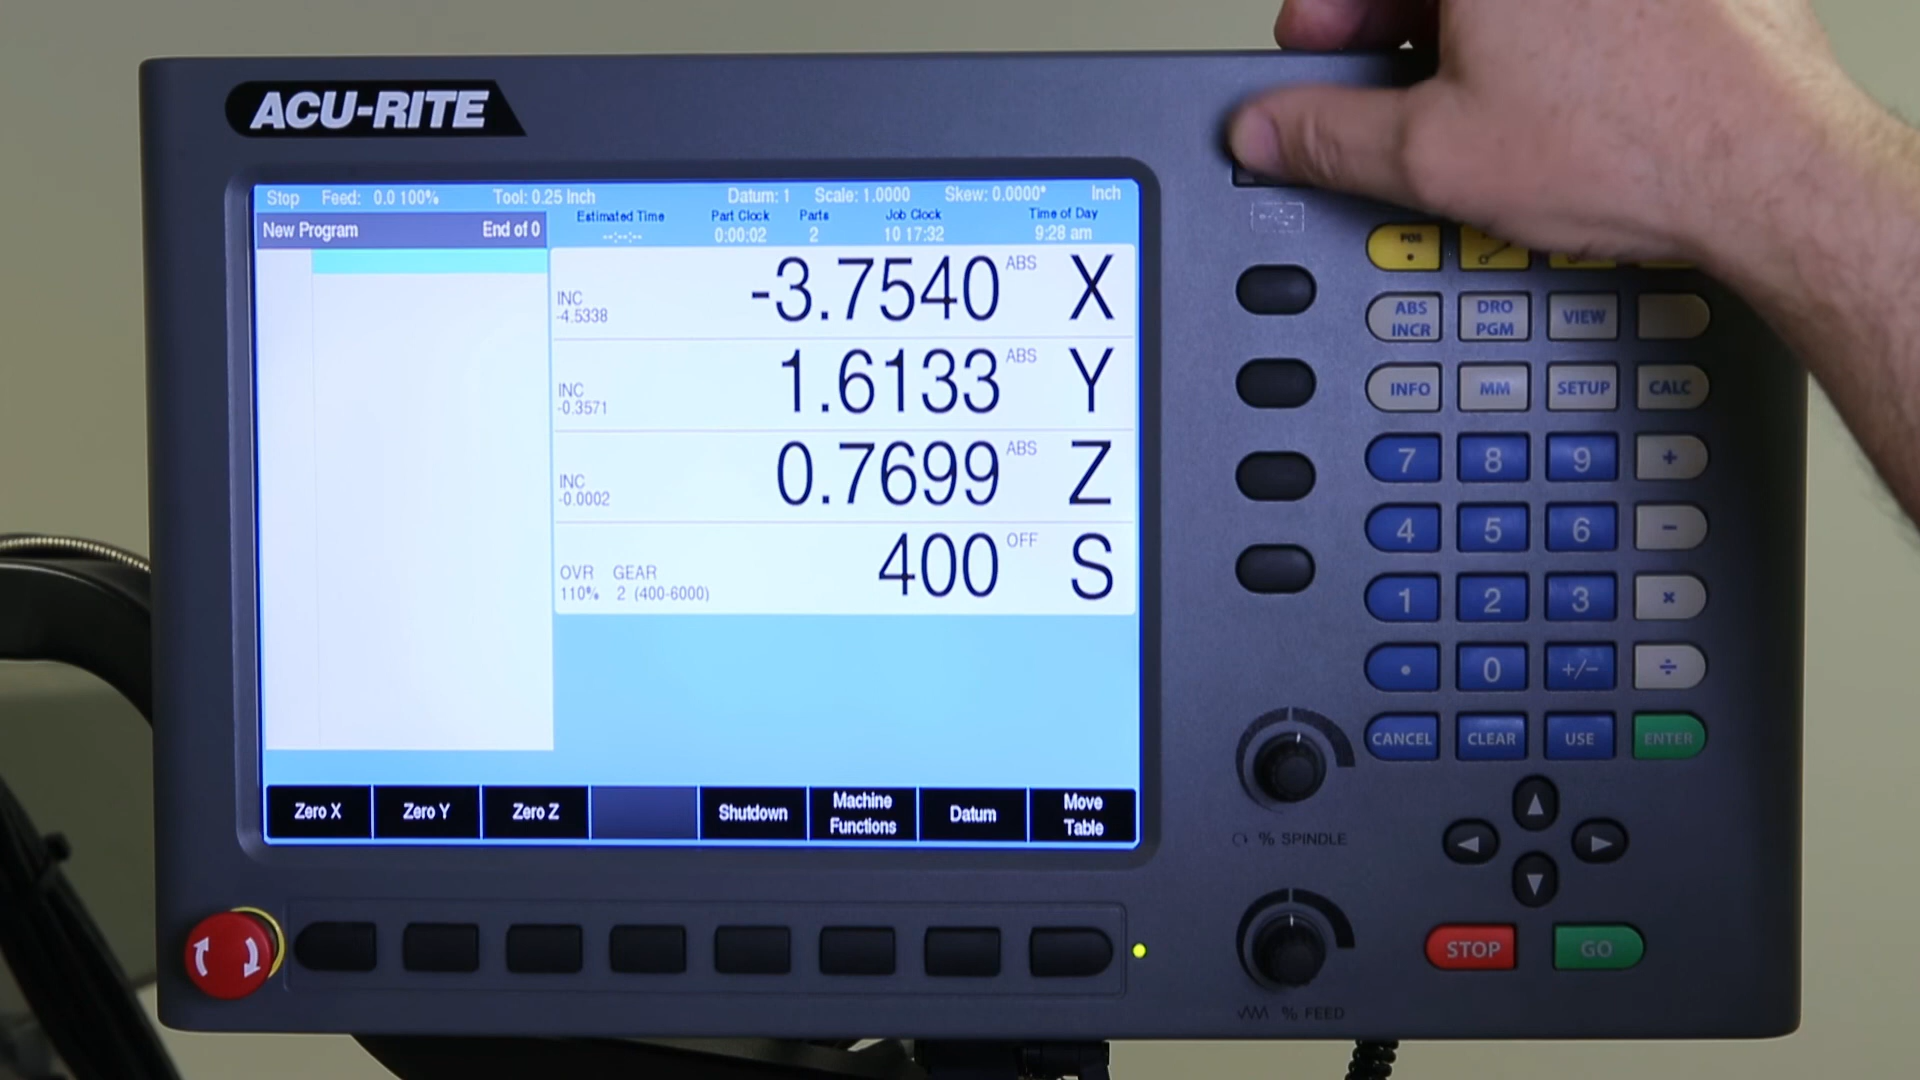 ACU-RITE
Stop Feed: 0.0 100% Tool: 0.25 Inch Datum: 1 Scale: 1.0000 Skew: 0.0000° Inch
New Program End of 0
Estimated Time Part Clock Parts Job Clock Time of Day
--:--:-- 0:00:02 2 10 17:32 9:28 am
INC
-4.5338
-3.7540 ABS X
INC
-0.3571
1.6133 ABS Y
INC
-0.0002
0.7699 ABS Z
OVR GEAR
110% 2 (400-6000)
400 OFF S
Zero X Zero Y Zero Z Shutdown Machine Functions Datum Move Table
POS
ABS INCR DRO PGM VIEW
INFO MM SETUP CALC
7 8 9 +
4 5 6 -
1 2 3 ×
. 0 +/- ÷
CANCEL CLEAR USE ENTER
% SPINDLE
STOP GO
% FEED